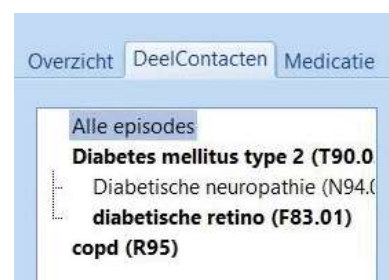 Overzicht DeelContacten Medicatie
Alle episodes
Diabetes mellitus type 2 (T90.0
Diabetische neuropathie (N94.0
diabetische retino (F83.01)
copd (R95)